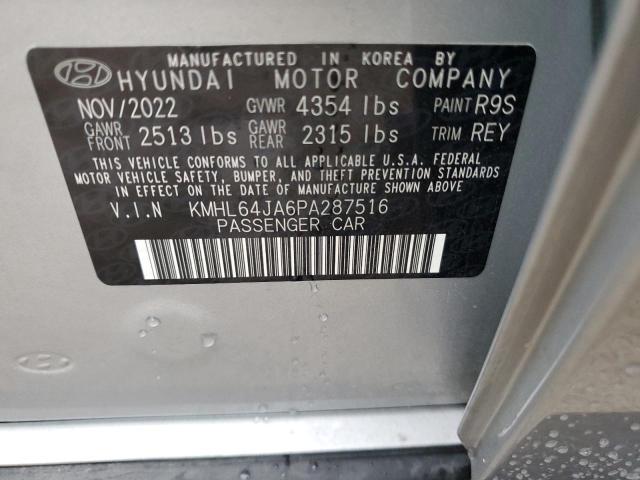 MANUFACTURED IN KOREA BY
HYUNDAI MOTOR COMPANY
NOV/2022 GVWR 4354 lbs PAINT R9S
GAWR FRONT 2513 lbs GAWR REAR 2315 lbs TRIM REY
THIS VEHICLE CONFORMS TO ALL APPLICABLE U.S.A. FEDERAL
MOTOR VEHICLE SAFETY, BUMPER, AND THEFT PREVENTION STANDARDS
IN EFFECT ON THE DATE OF MANUFACTURE SHOWN ABOVE.
V.I.N KMHL64JA6PA287516
PASSENGER CAR